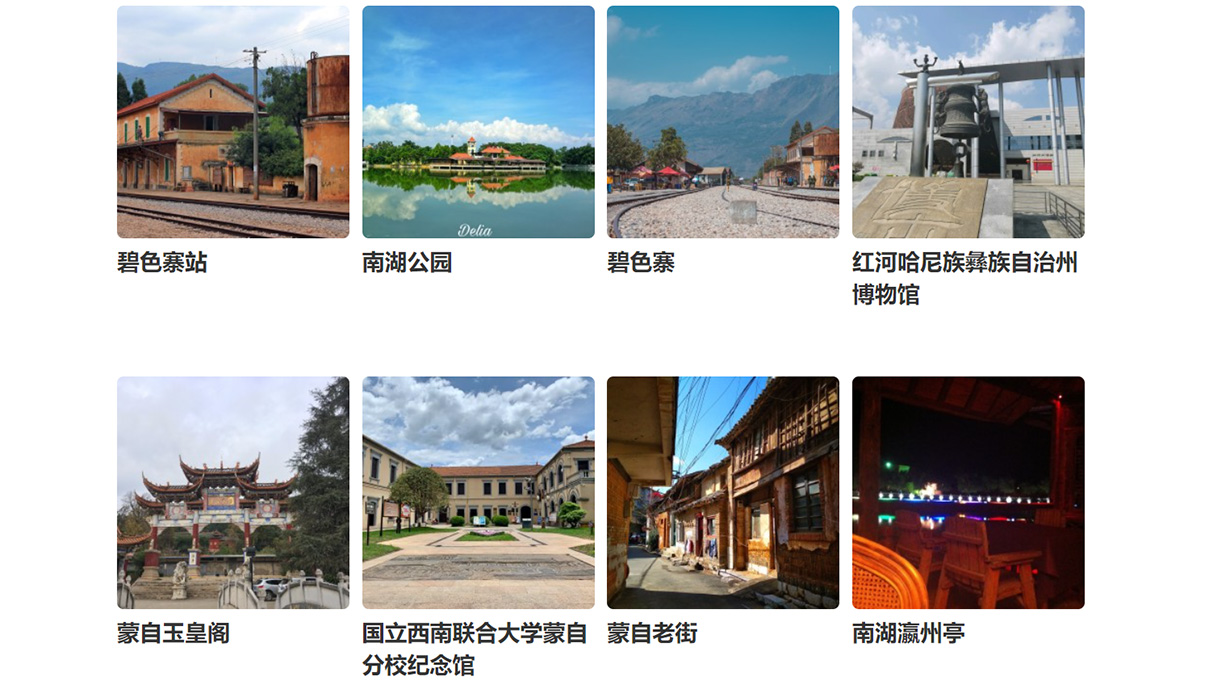 Delia
碧色寨站
南湖公园
碧色寨
红河哈尼族彝族自治州
博物馆
蒙自玉皇阁
国立西南联合大学蒙自
分校纪念馆
蒙自老街
南湖瀛州亭